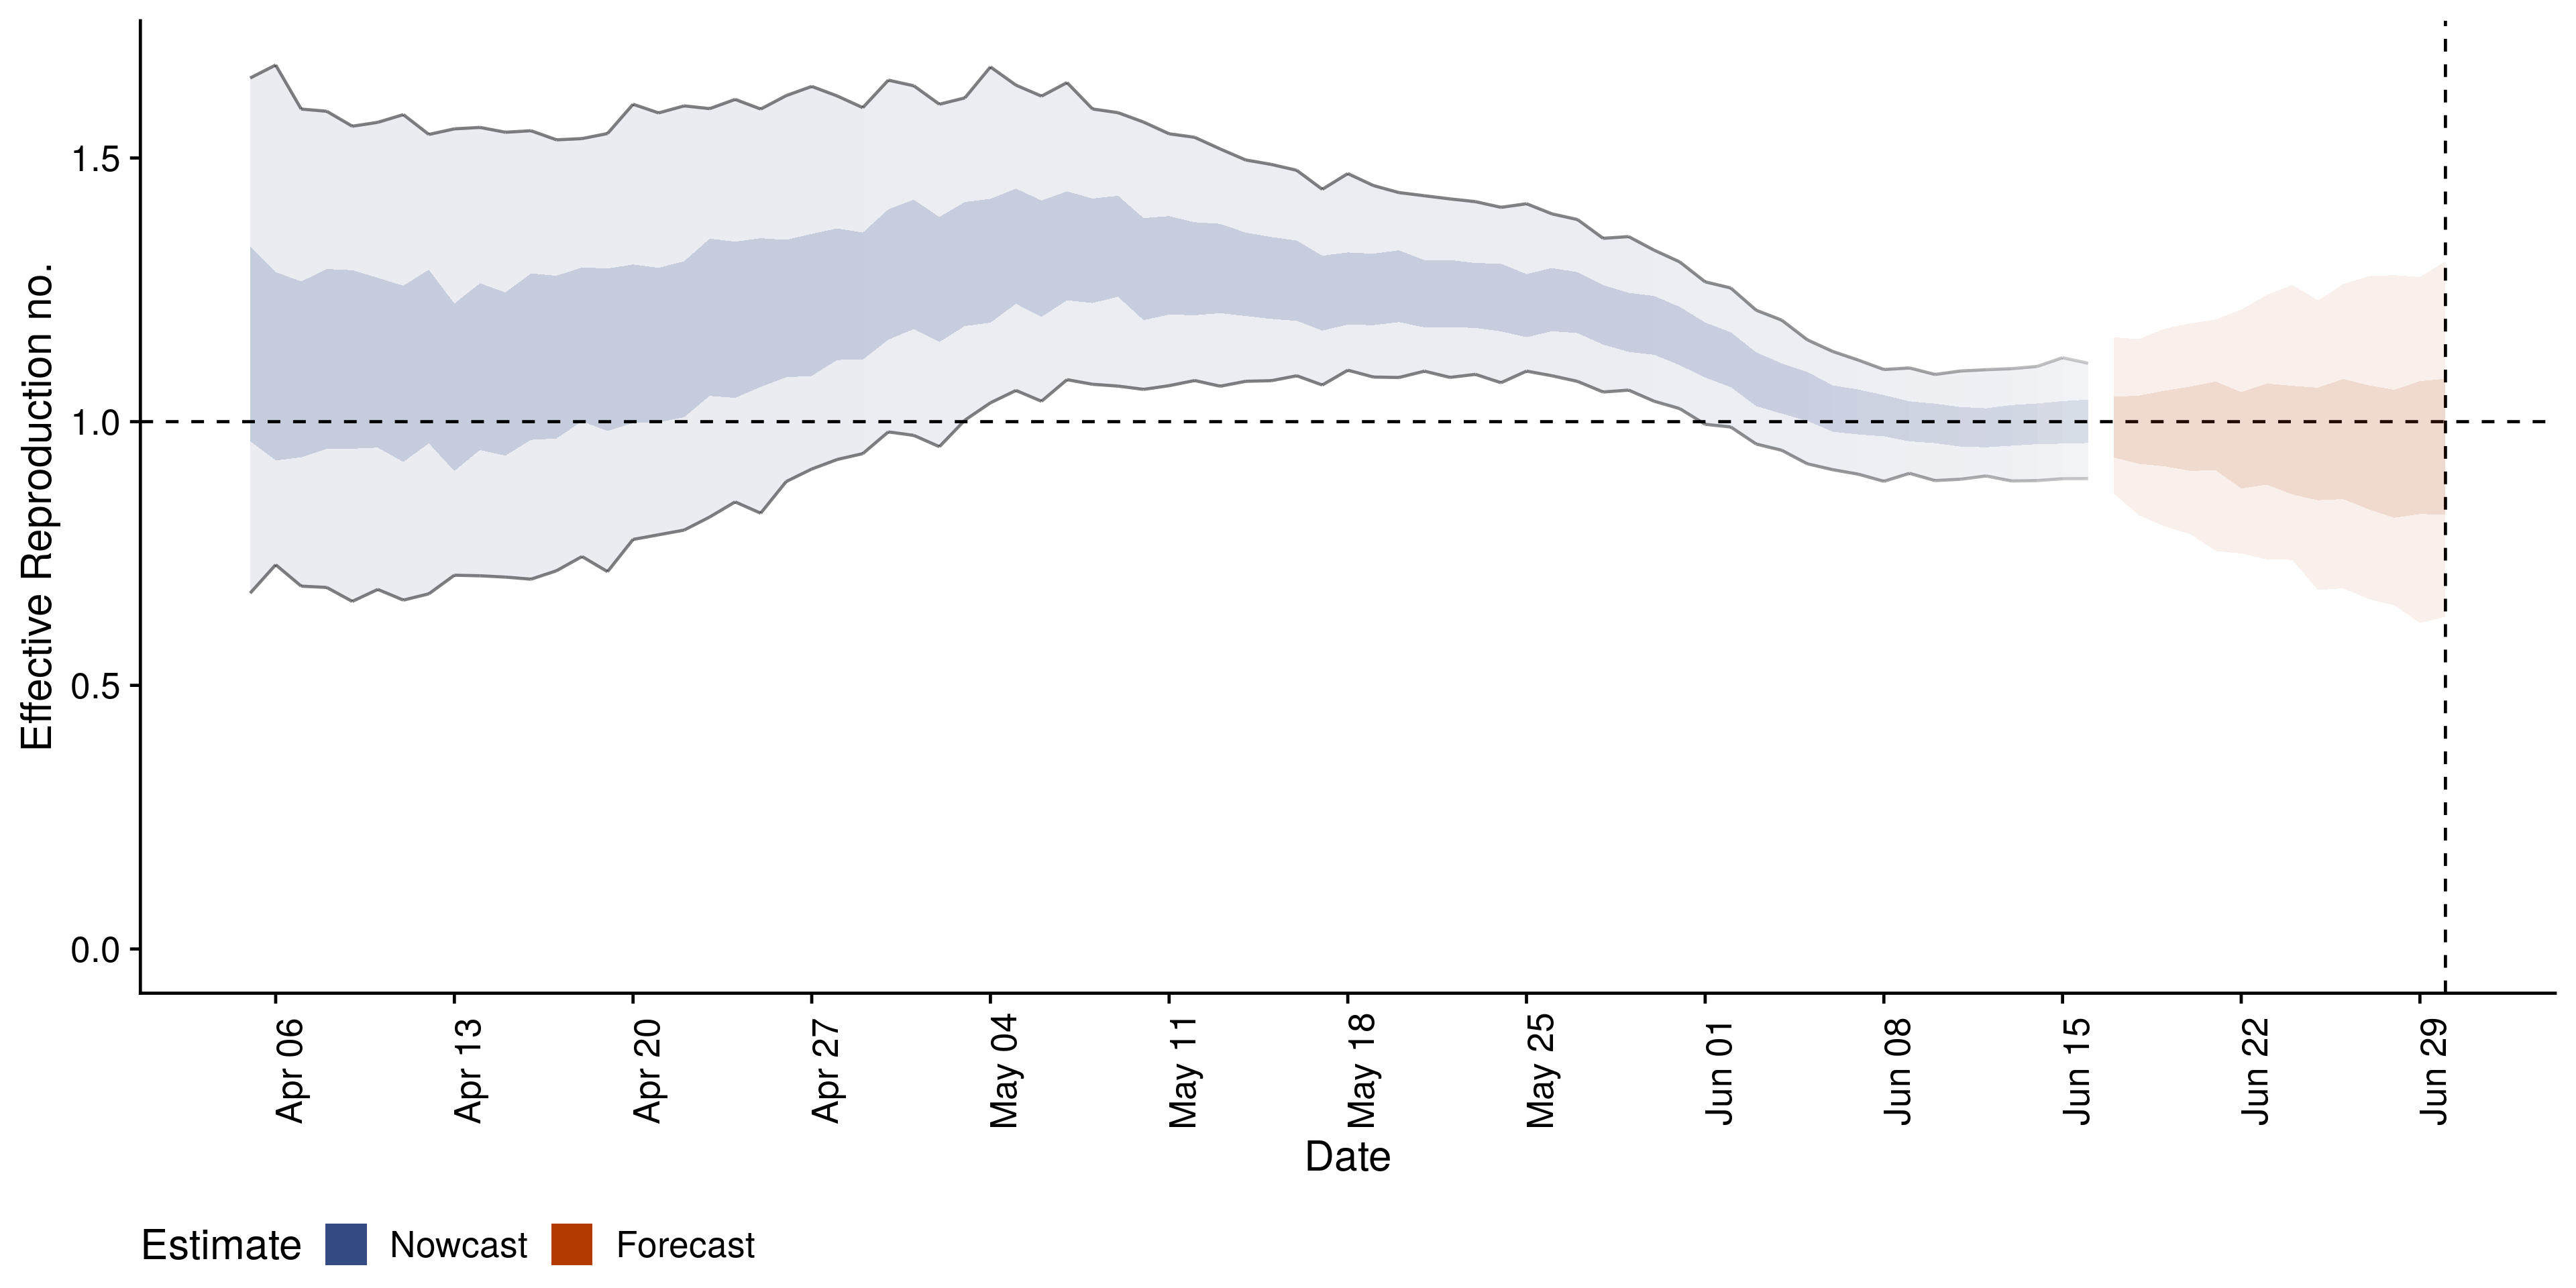 Effective Reproduction no.
1.5
1.0
0.5
0.0
Apr 06
Apr 13
Apr 20
Apr 27
May 04
May 11
May 18
May 25
Jun 01
Jun 08
Jun 15
Jun 22
Jun 29
Date
Estimate Nowcast Forecast